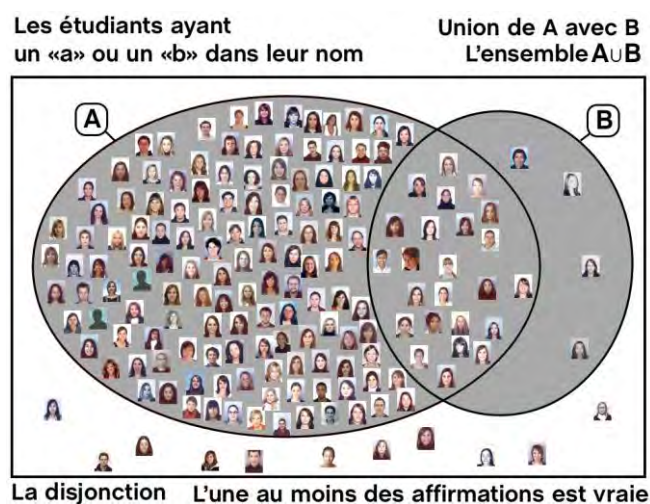 Les étudiants ayant
un «a» ou un «b» dans leur nom
Union de A avec B
L'ensemble A∪B
A
B
La disjonction
L'une au moins des affirmations est vraie